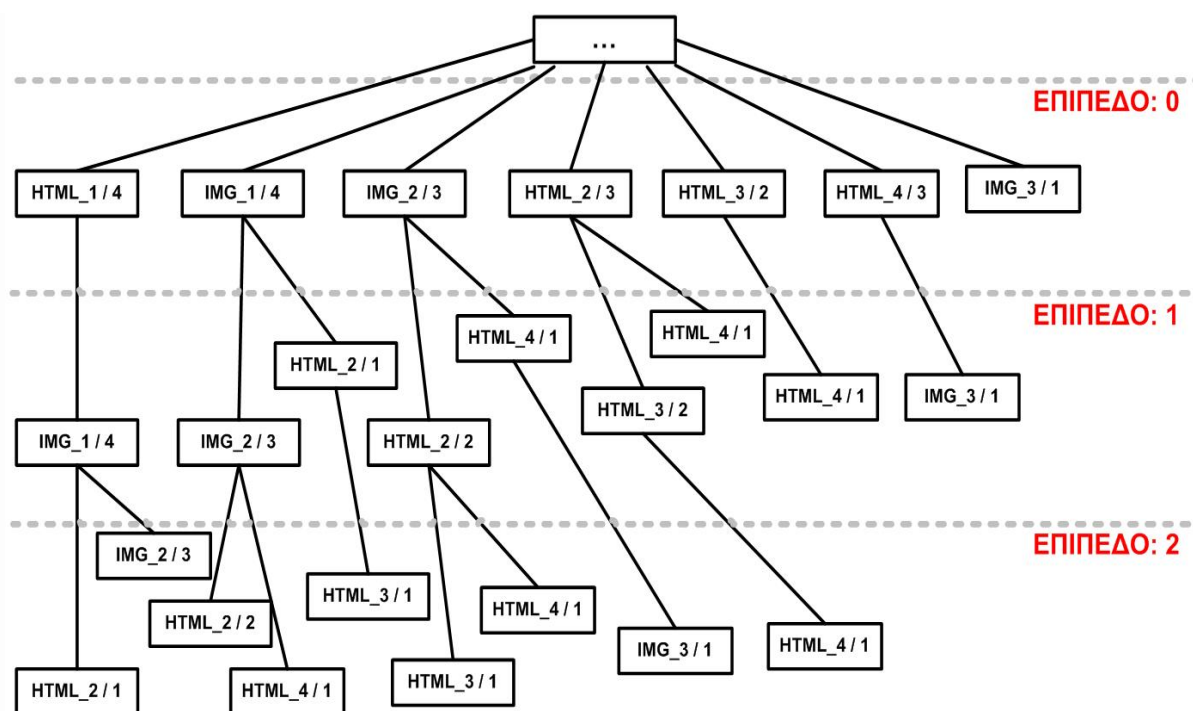 ...
ΕΠΙΠΕΔΟ: 0
HTML_1 / 4
IMG_1 / 4
IMG_2 / 3
HTML_2 / 3
HTML_3 / 2
HTML_4 / 3
IMG_3 / 1
ΕΠΙΠΕΔΟ: 1
HTML_2 / 1
HTML_4 / 1
HTML_4 / 1
HTML_3 / 2
HTML_4 / 1
IMG_3 / 1
IMG_1 / 4
IMG_2 / 3
HTML_2 / 2
ΕΠΙΠΕΔΟ: 2
IMG_2 / 3
HTML_2 / 2
HTML_3 / 1
HTML_4 / 1
IMG_3 / 1
HTML_4 / 1
HTML_2 / 1
HTML_4 / 1
HTML_3 / 1